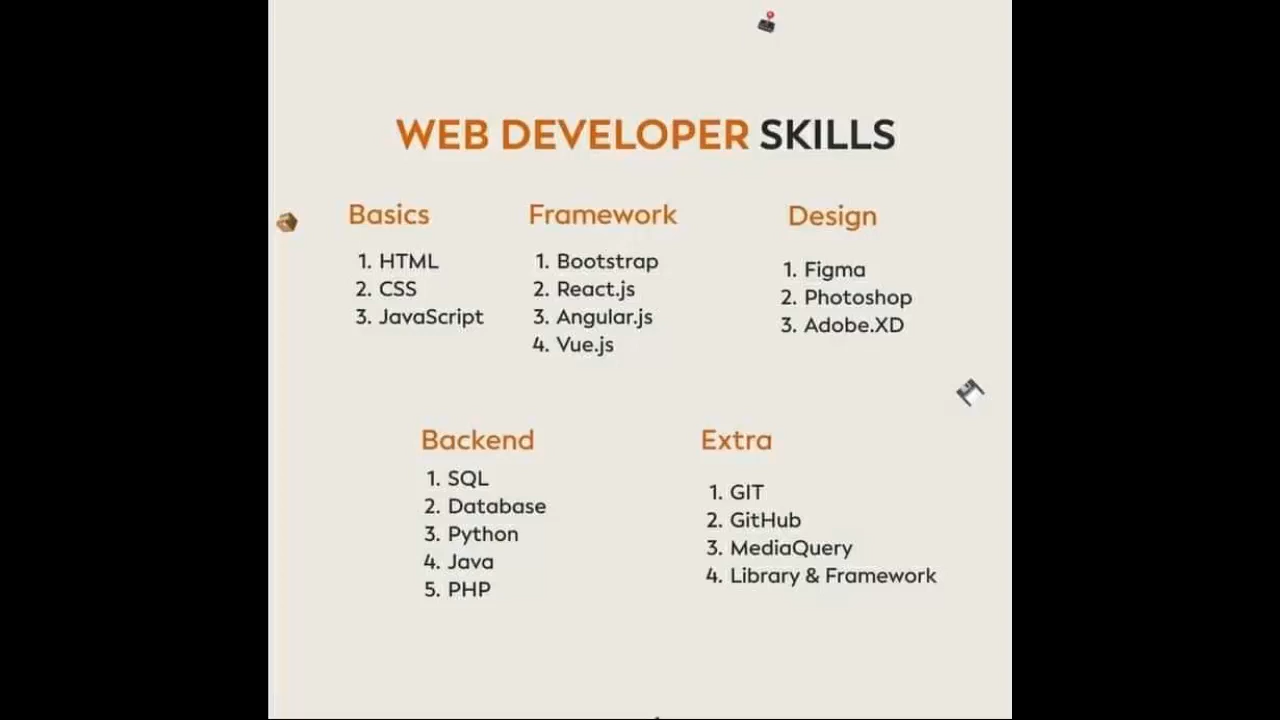 WEB DEVELOPER SKILLS
Basics
1. HTML
2. CSS
3. JavaScript
Framework
1. Bootstrap
2. React.js
3. Angular.js
4. Vue.js
Design
1. Figma
2. Photoshop
3. Adobe.XD
Backend
1. SQL
2. Database
3. Python
4. Java
5. PHP
Extra
1. GIT
2. GitHub
3. MediaQuery
4. Library & Framework